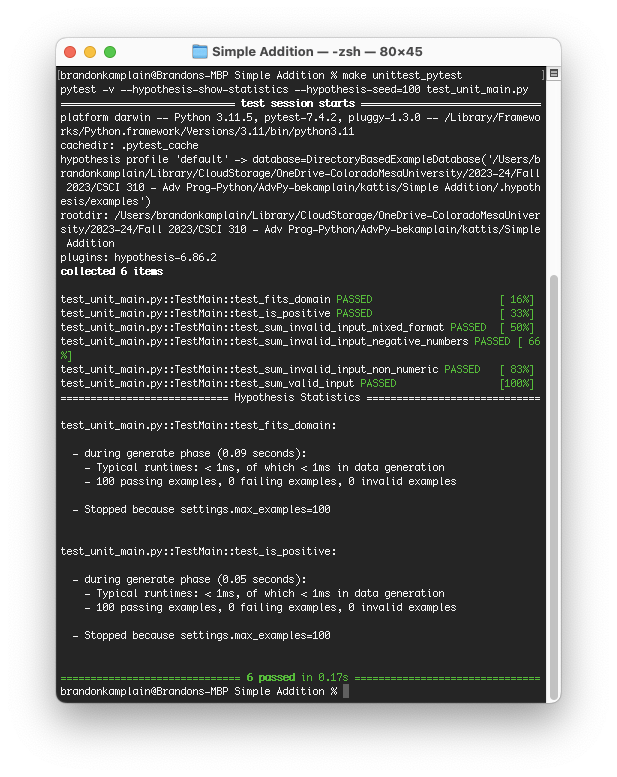 Simple Addition — -zsh — 80×45
[brandonkamplain@Brandons-MBP Simple Addition % make unittest_pytest ]
pytest -v --hypothesis-show-statistics --hypothesis-seed=100 test_unit_main.py
============================= test session starts ==============================
platform darwin -- Python 3.11.5, pytest-7.4.2, pluggy-1.3.0 -- /Library/Framewo
rks/Python.framework/Versions/3.11/bin/python3.11
cachedir: .pytest_cache
hypothesis profile 'default' -> database=DirectoryBasedExampleDatabase('/Users/b
randonkamplain/Library/CloudStorage/OneDrive-ColoradoMesaUniversity/2023-24/Fall
 2023/CSCI 310 - Adv Prog-Python/AdvPy-bekamplain/kattis/Simple Addition/.hypoth
esis/examples')
rootdir: /Users/brandonkamplain/Library/CloudStorage/OneDrive-ColoradoMesaUniver
sity/2023-24/Fall 2023/CSCI 310 - Adv Prog-Python/AdvPy-bekamplain/kattis/Simple
 Addition
plugins: hypothesis-6.86.2
collected 6 items
test_unit_main.py::TestMain::test_fits_domain PASSED [ 16%]
test_unit_main.py::TestMain::test_is_positive PASSED [ 33%]
test_unit_main.py::TestMain::test_sum_invalid_input_mixed_format PASSED [ 50%]
test_unit_main.py::TestMain::test_sum_invalid_input_negative_numbers PASSED [ 66
%]
test_unit_main.py::TestMain::test_sum_invalid_input_non_numeric PASSED [ 83%]
test_unit_main.py::TestMain::test_sum_valid_input PASSED [100%]
============================ Hypothesis Statistics =============================
test_unit_main.py::TestMain::test_fits_domain:
- during generate phase (0.09 seconds):
- Typical runtimes: < 1ms, of which < 1ms in data generation
- 100 passing examples, 0 failing examples, 0 invalid examples
- Stopped because settings.max_examples=100
test_unit_main.py::TestMain::test_is_positive:
- during generate phase (0.05 seconds):
- Typical runtimes: < 1ms, of which < 1ms in data generation
- 100 passing examples, 0 failing examples, 0 invalid examples
- Stopped because settings.max_examples=100
============================== 6 passed in 0.17s ===============================
brandonkamplain@Brandons-MBP Simple Addition %